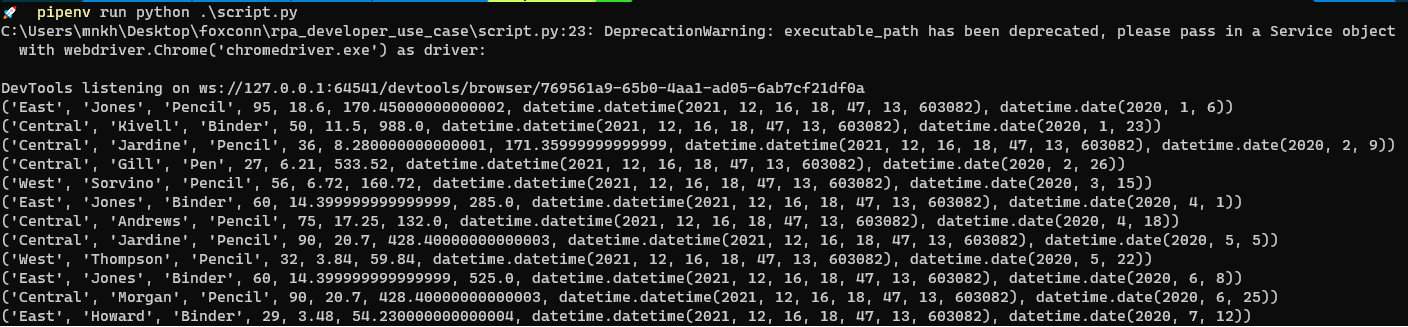 pipenv run python .\script.py
C:\Users\mnkh\Desktop\foxconn\rpa_developer_use_case\script.py:23: DeprecationWarning: executable_path has been deprecated, please pass in a Service object
  with webdriver.Chrome('chromedriver.exe') as driver:
DevTools listening on ws://127.0.0.1:64541/devtools/browser/769561a9-65b0-4aa1-ad05-6ab7cf21df0a
('East', 'Jones', 'Pencil', 95, 18.6, 170.45000000000002, datetime.datetime(2021, 12, 16, 18, 47, 13, 603082), datetime.date(2020, 1, 6))
('Central', 'Kivell', 'Binder', 50, 11.5, 988.0, datetime.datetime(2021, 12, 16, 18, 47, 13, 603082), datetime.date(2020, 1, 23))
('Central', 'Jardine', 'Pencil', 36, 8.280000000000001, 171.35999999999999, datetime.datetime(2021, 12, 16, 18, 47, 13, 603082), datetime.date(2020, 2, 9))
('Central', 'Gill', 'Pen', 27, 6.21, 533.52, datetime.datetime(2021, 12, 16, 18, 47, 13, 603082), datetime.date(2020, 2, 26))
('West', 'Sorvino', 'Pencil', 56, 6.72, 160.72, datetime.datetime(2021, 12, 16, 18, 47, 13, 603082), datetime.date(2020, 3, 15))
('East', 'Jones', 'Binder', 60, 14.399999999999999, 285.0, datetime.datetime(2021, 12, 16, 18, 47, 13, 603082), datetime.date(2020, 4, 1))
('Central', 'Andrews', 'Pencil', 75, 17.25, 132.0, datetime.datetime(2021, 12, 16, 18, 47, 13, 603082), datetime.date(2020, 4, 18))
('Central', 'Jardine', 'Pencil', 90, 20.7, 428.40000000000003, datetime.datetime(2021, 12, 16, 18, 47, 13, 603082), datetime.date(2020, 5, 5))
('West', 'Thompson', 'Pencil', 32, 3.84, 59.84, datetime.datetime(2021, 12, 16, 18, 47, 13, 603082), datetime.date(2020, 5, 22))
('East', 'Jones', 'Binder', 60, 14.399999999999999, 525.0, datetime.datetime(2021, 12, 16, 18, 47, 13, 603082), datetime.date(2020, 6, 8))
('Central', 'Morgan', 'Pencil', 90, 20.7, 428.40000000000003, datetime.datetime(2021, 12, 16, 18, 47, 13, 603082), datetime.date(2020, 6, 25))
('East', 'Howard', 'Binder', 29, 3.48, 54.230000000000004, datetime.datetime(2021, 12, 16, 18, 47, 13, 603082), datetime.date(2020, 7, 12))